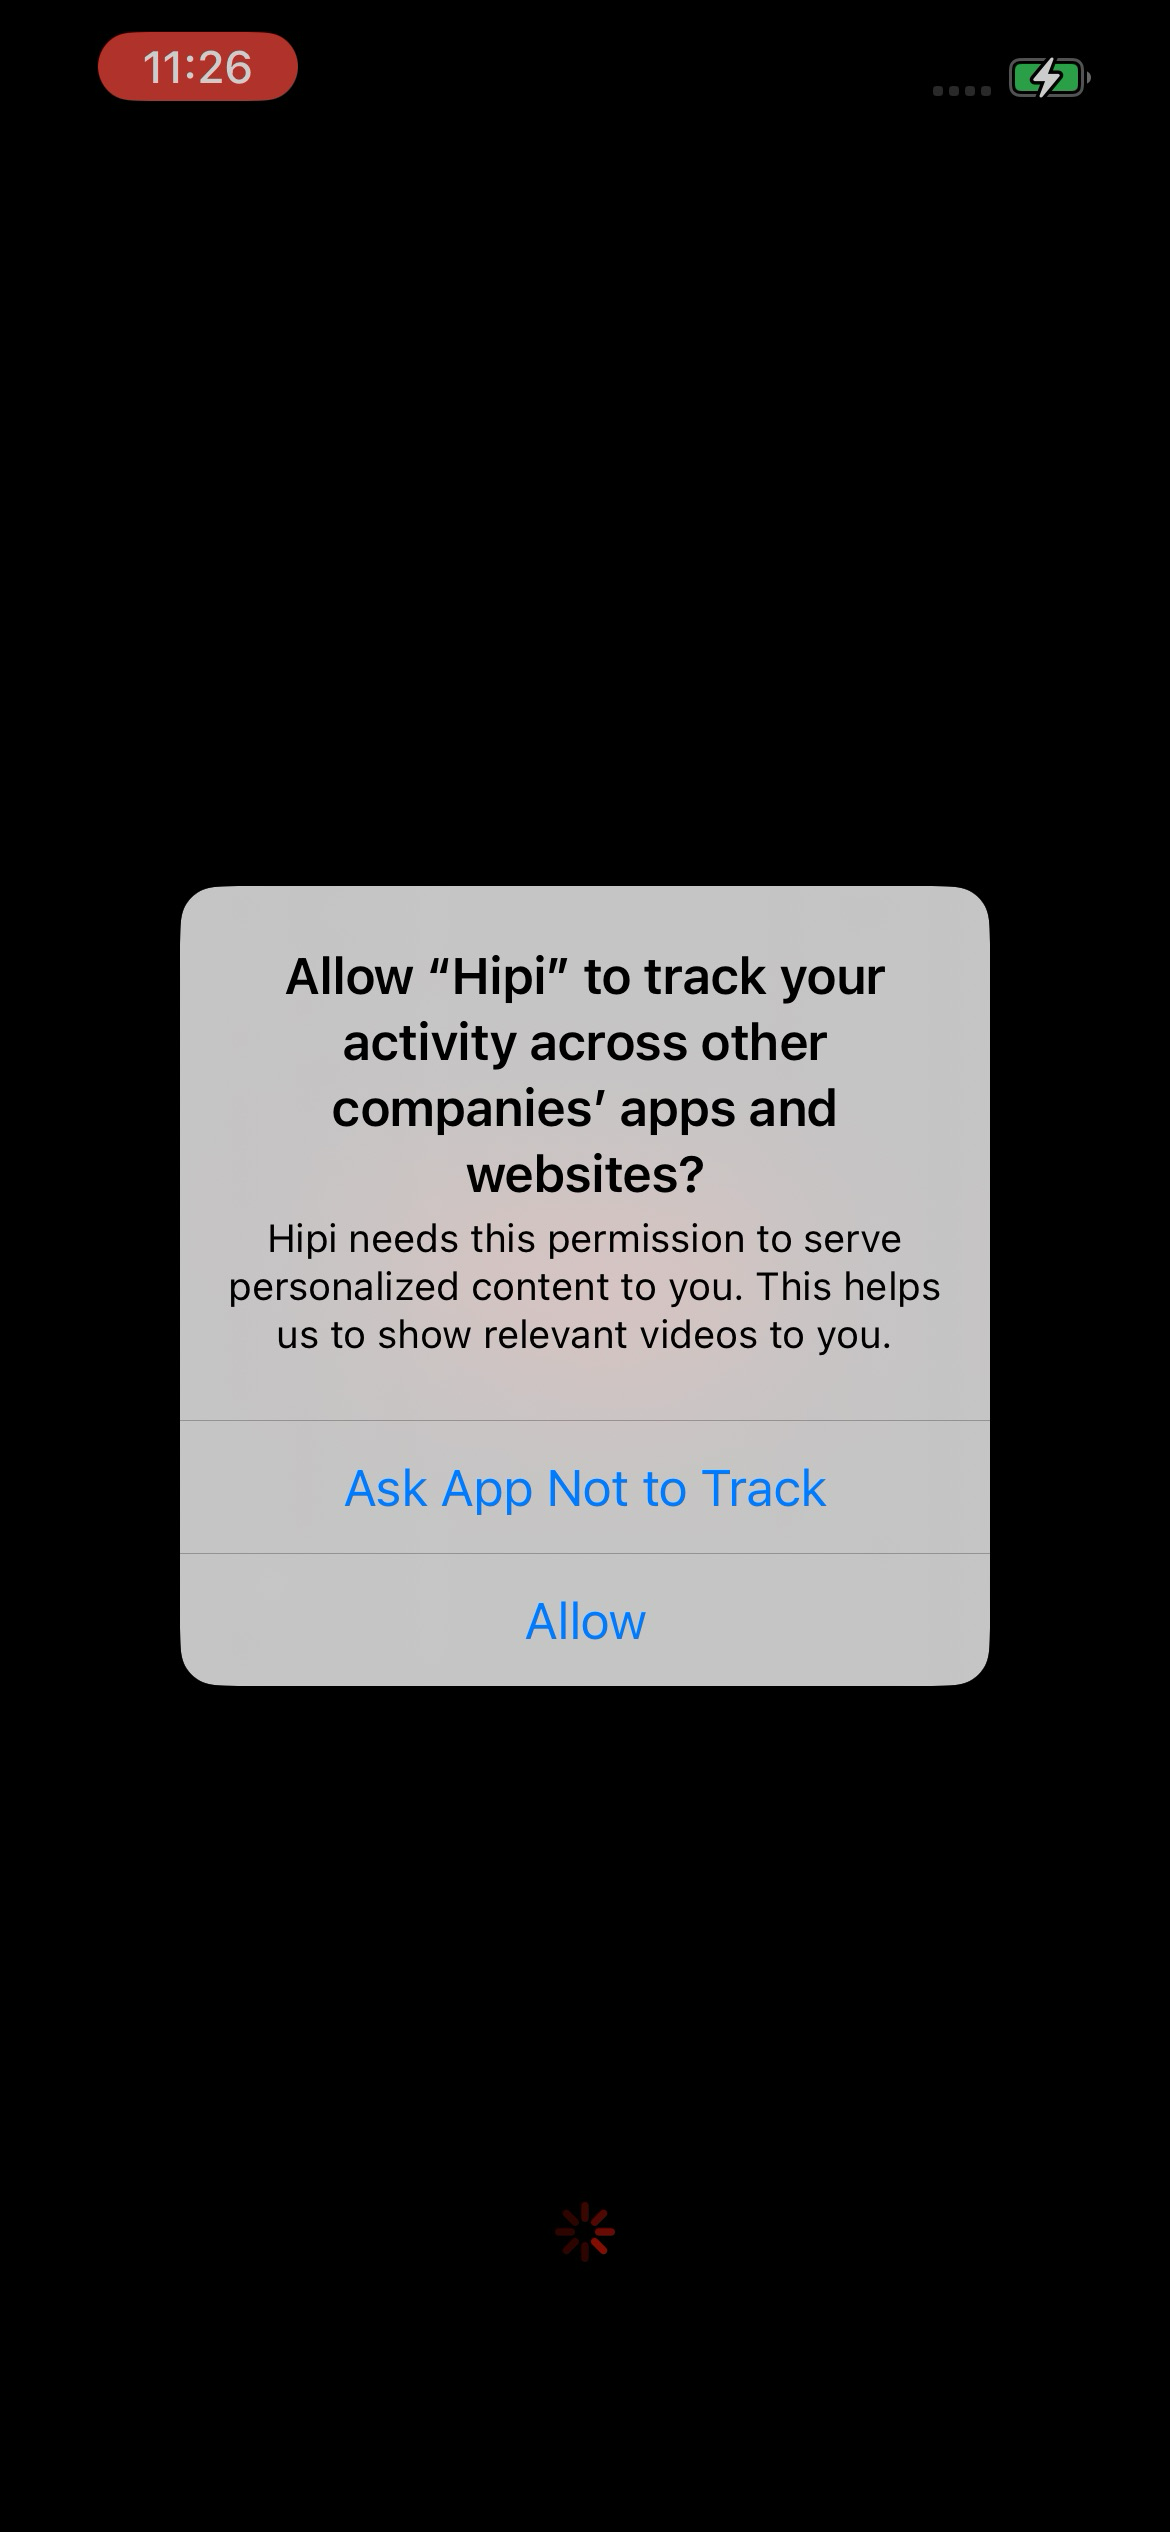 11:26
Allow “Hipi” to track your
activity across other
companies’ apps and
websites?
Hipi needs this permission to serve
personalized content to you. This helps
us to show relevant videos to you.
Ask App Not to Track
Allow